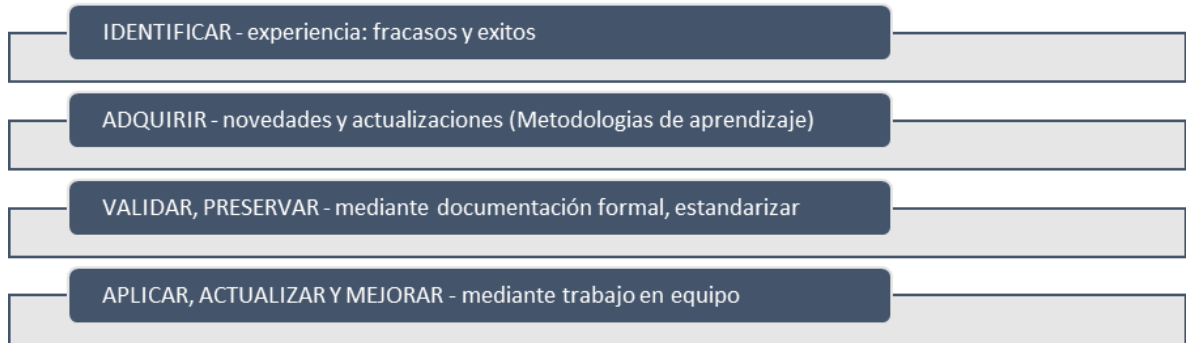 IDENTIFICAR - experiencia: fracasos y exitos
ADQUIRIR - novedades y actualizaciones (Metodologias de aprendizaje)
VALIDAR, PRESERVAR - mediante documentación formal, estandarizar
APLICAR, ACTUALIZAR Y MEJORAR - mediante trabajo en equipo